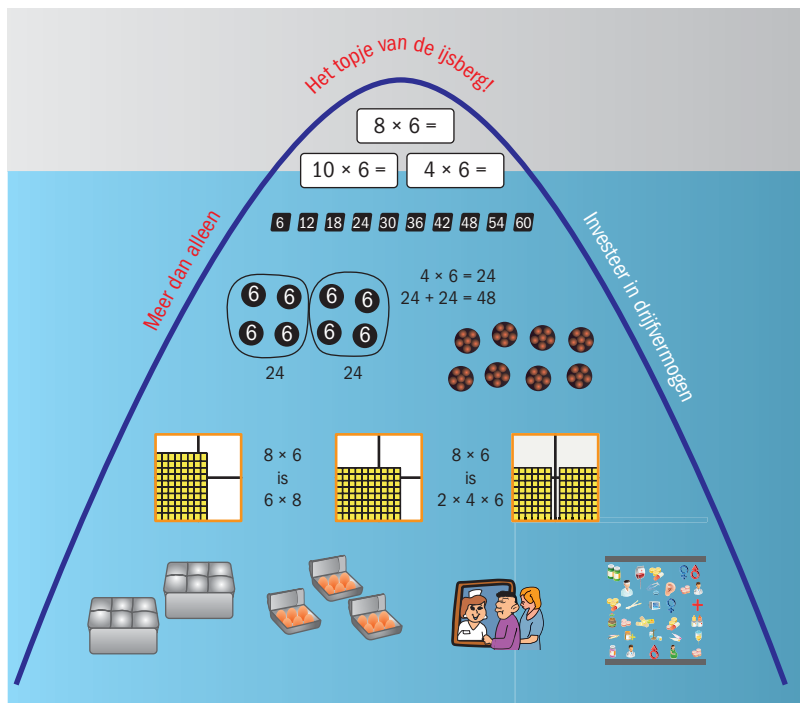 Het topje van de ijsberg!
8 × 6 =
10 × 6 = 4 × 6 =
Meer dan alleen
Investeer in drijfvermogen
6 12 18 24 30 36 42 48 54 60
4 × 6 = 24
24 + 24 = 48
6 6 6 6
6 6 6 6
24 24
8 × 6
is
6 × 8
8 × 6
is
2 × 4 × 6